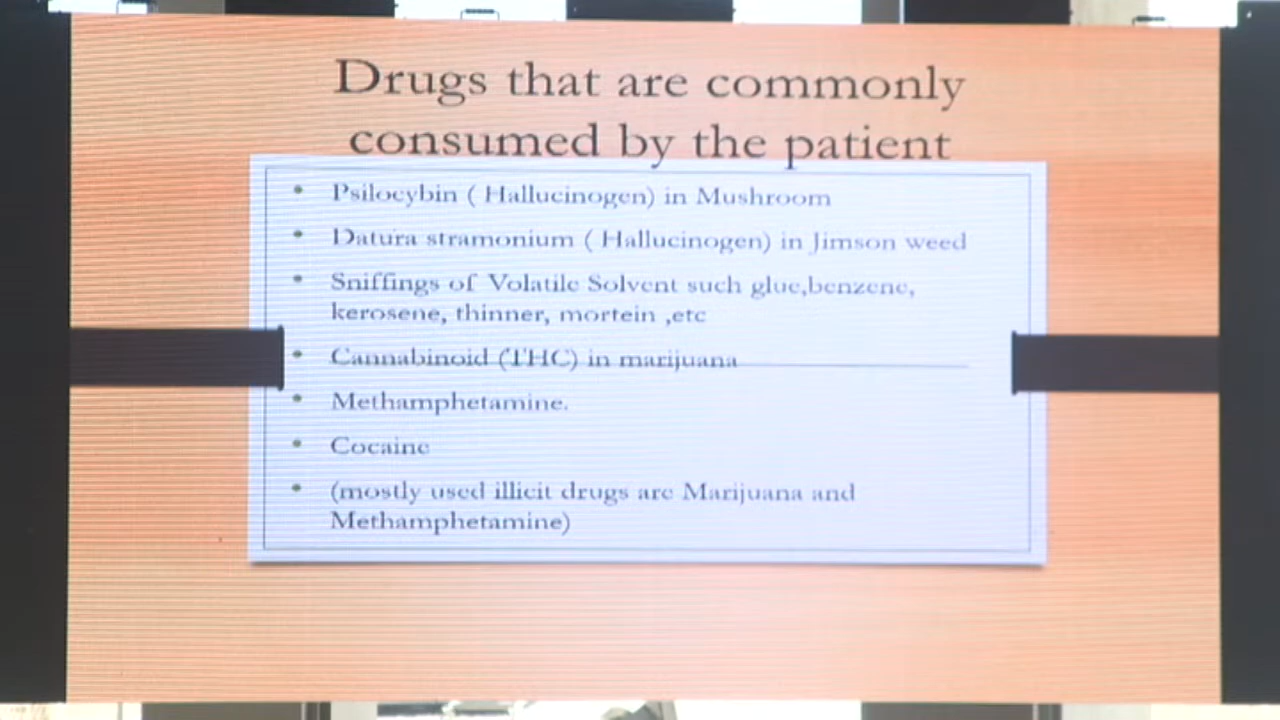 Drugs that are commonly
consumed by the patient
Psilocybin ( Hallucinogen) in Mushroom
Datura stramonium ( Hallucinogen) in Jimson weed
Sniffings of Volatile Solvent such glue,benzene,
kerosene, thinner, mortein ,etc
Cannabinoid (THC) in marijuana
Methamphetamine.
Cocaine
(mostly used illicit drugs are Marijuana and
Methamphetamine)